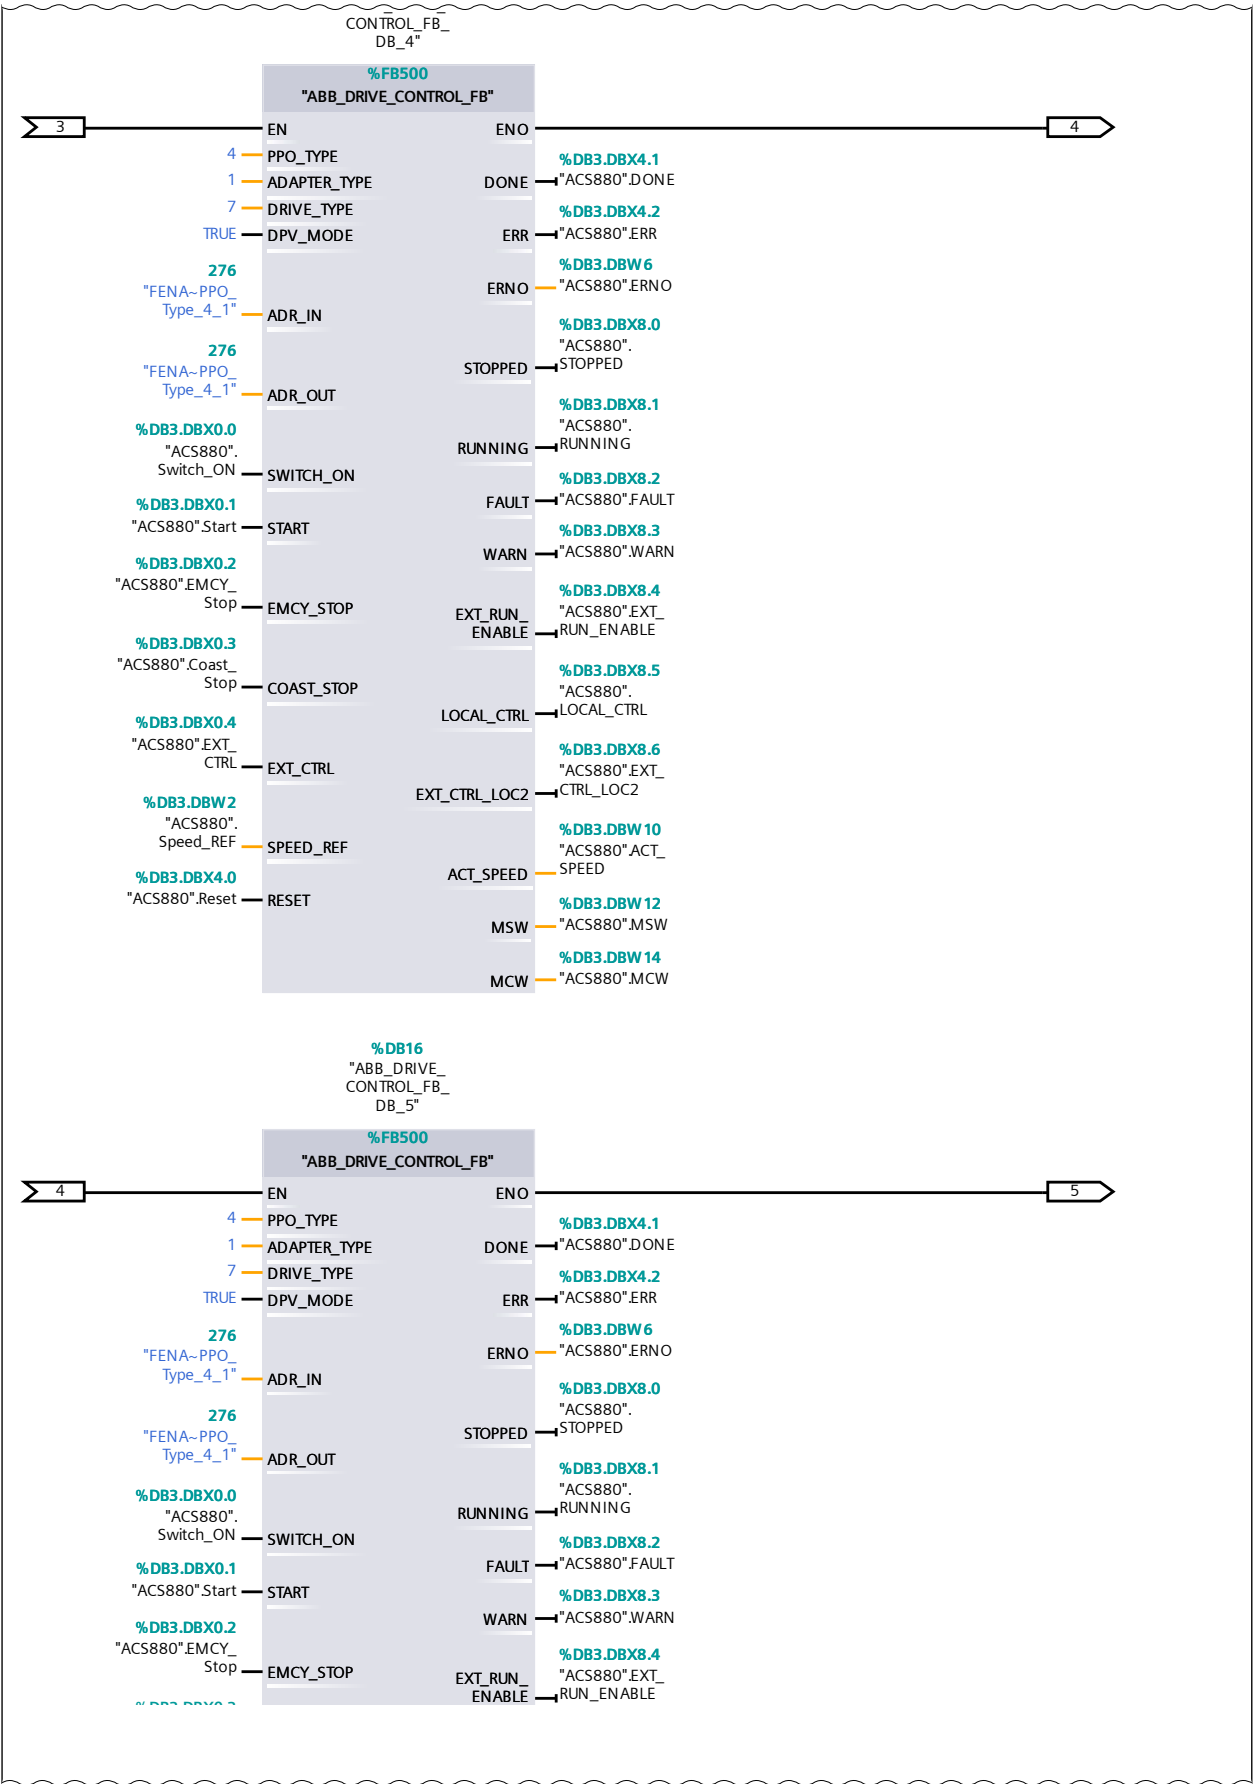 CONTROL_FB_
DB_4"
%FB500
"ABB_DRIVE_CONTROL_FB"
3
EN
ENO
4
4
PPO_TYPE
%DB3.DBX4.1
1
ADAPTER_TYPE
DONE
"ACS880".DONE
7
DRIVE_TYPE
%DB3.DBX4.2
TRUE
DPV_MODE
ERR
"ACS880".ERR
276
"FENA~PPO_
Type_4_1"
ADR_IN
%DB3.DBW6
ERNO
"ACS880".ERNO
276
"FENA~PPO_
Type_4_1"
ADR_OUT
%DB3.DBX8.0
"ACS880".
STOPPED
STOPPED
%DB3.DBX0.0
"ACS880".
Switch_ON
SWITCH_ON
%DB3.DBX8.1
"ACS880".
RUNNING
RUNNING
%DB3.DBX0.1
"ACS880".Start
START
%DB3.DBX8.2
FAULT
"ACS880".FAULT
%DB3.DBX0.2
"ACS880".EMCY_
Stop
EMCY_STOP
%DB3.DBX8.3
WARN
"ACS880".WARN
%DB3.DBX8.4
"ACS880".EXT_
RUN_ENABLE
EXT_RUN_
ENABLE
%DB3.DBX0.3
"ACS880".Coast_
Stop
COAST_STOP
%DB3.DBX8.5
"ACS880".
LOCAL_CTRL
LOCAL_CTRL
%DB3.DBX0.4
"ACS880".EXT_
CTRL
EXT_CTRL
%DB3.DBX8.6
"ACS880".EXT_
CTRL_LOC2
EXT_CTRL_LOC2
%DB3.DBW2
"ACS880".
Speed_REF
SPEED_REF
%DB3.DBW10
"ACS880".ACT_
SPEED
ACT_SPEED
%DB3.DBX4.0
"ACS880".Reset
RESET
%DB3.DBW12
MSW
"ACS880".MSW
%DB3.DBW14
MCW
"ACS880".MCW
%DB16
"ABB_DRIVE_
CONTROL_FB_
DB_5"
%FB500
"ABB_DRIVE_CONTROL_FB"
4
EN
ENO
5
4
PPO_TYPE
%DB3.DBX4.1
1
ADAPTER_TYPE
DONE
"ACS880".DONE
7
DRIVE_TYPE
%DB3.DBX4.2
TRUE
DPV_MODE
ERR
"ACS880".ERR
276
"FENA~PPO_
Type_4_1"
ADR_IN
%DB3.DBW6
ERNO
"ACS880".ERNO
276
"FENA~PPO_
Type_4_1"
ADR_OUT
%DB3.DBX8.0
"ACS880".
STOPPED
STOPPED
%DB3.DBX0.0
"ACS880".
Switch_ON
SWITCH_ON
%DB3.DBX8.1
"ACS880".
RUNNING
RUNNING
%DB3.DBX0.1
"ACS880".Start
START
%DB3.DBX8.2
FAULT
"ACS880".FAULT
%DB3.DBX0.2
"ACS880".EMCY_
Stop
EMCY_STOP
%DB3.DBX8.3
WARN
"ACS880".WARN
%DB3.DBX8.4
"ACS880".EXT_
RUN_ENABLE
EXT_RUN_
ENABLE